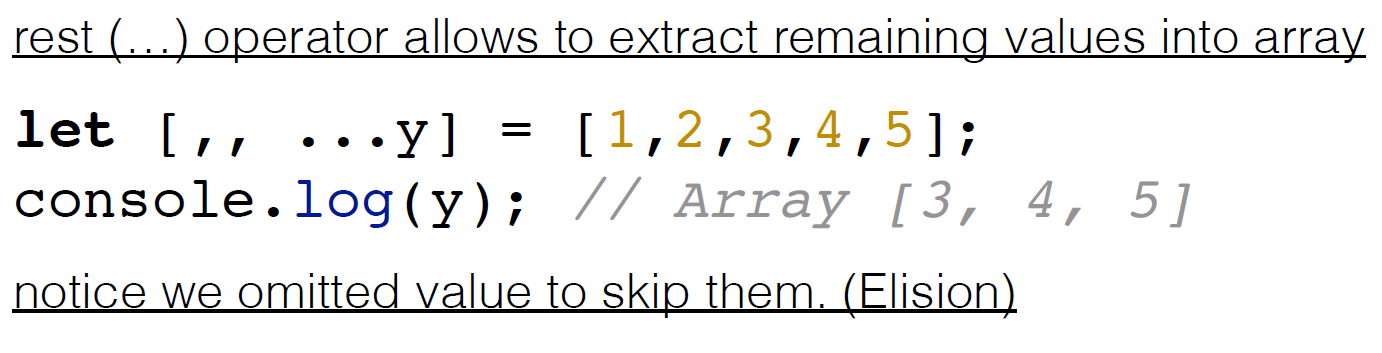 rest (...) operator allows to extract remaining values into array
let [,, ...y] = [1,2,3,4,5];
console.log(y); // Array [3, 4, 5]
notice we omitted value to skip them. (Elision)